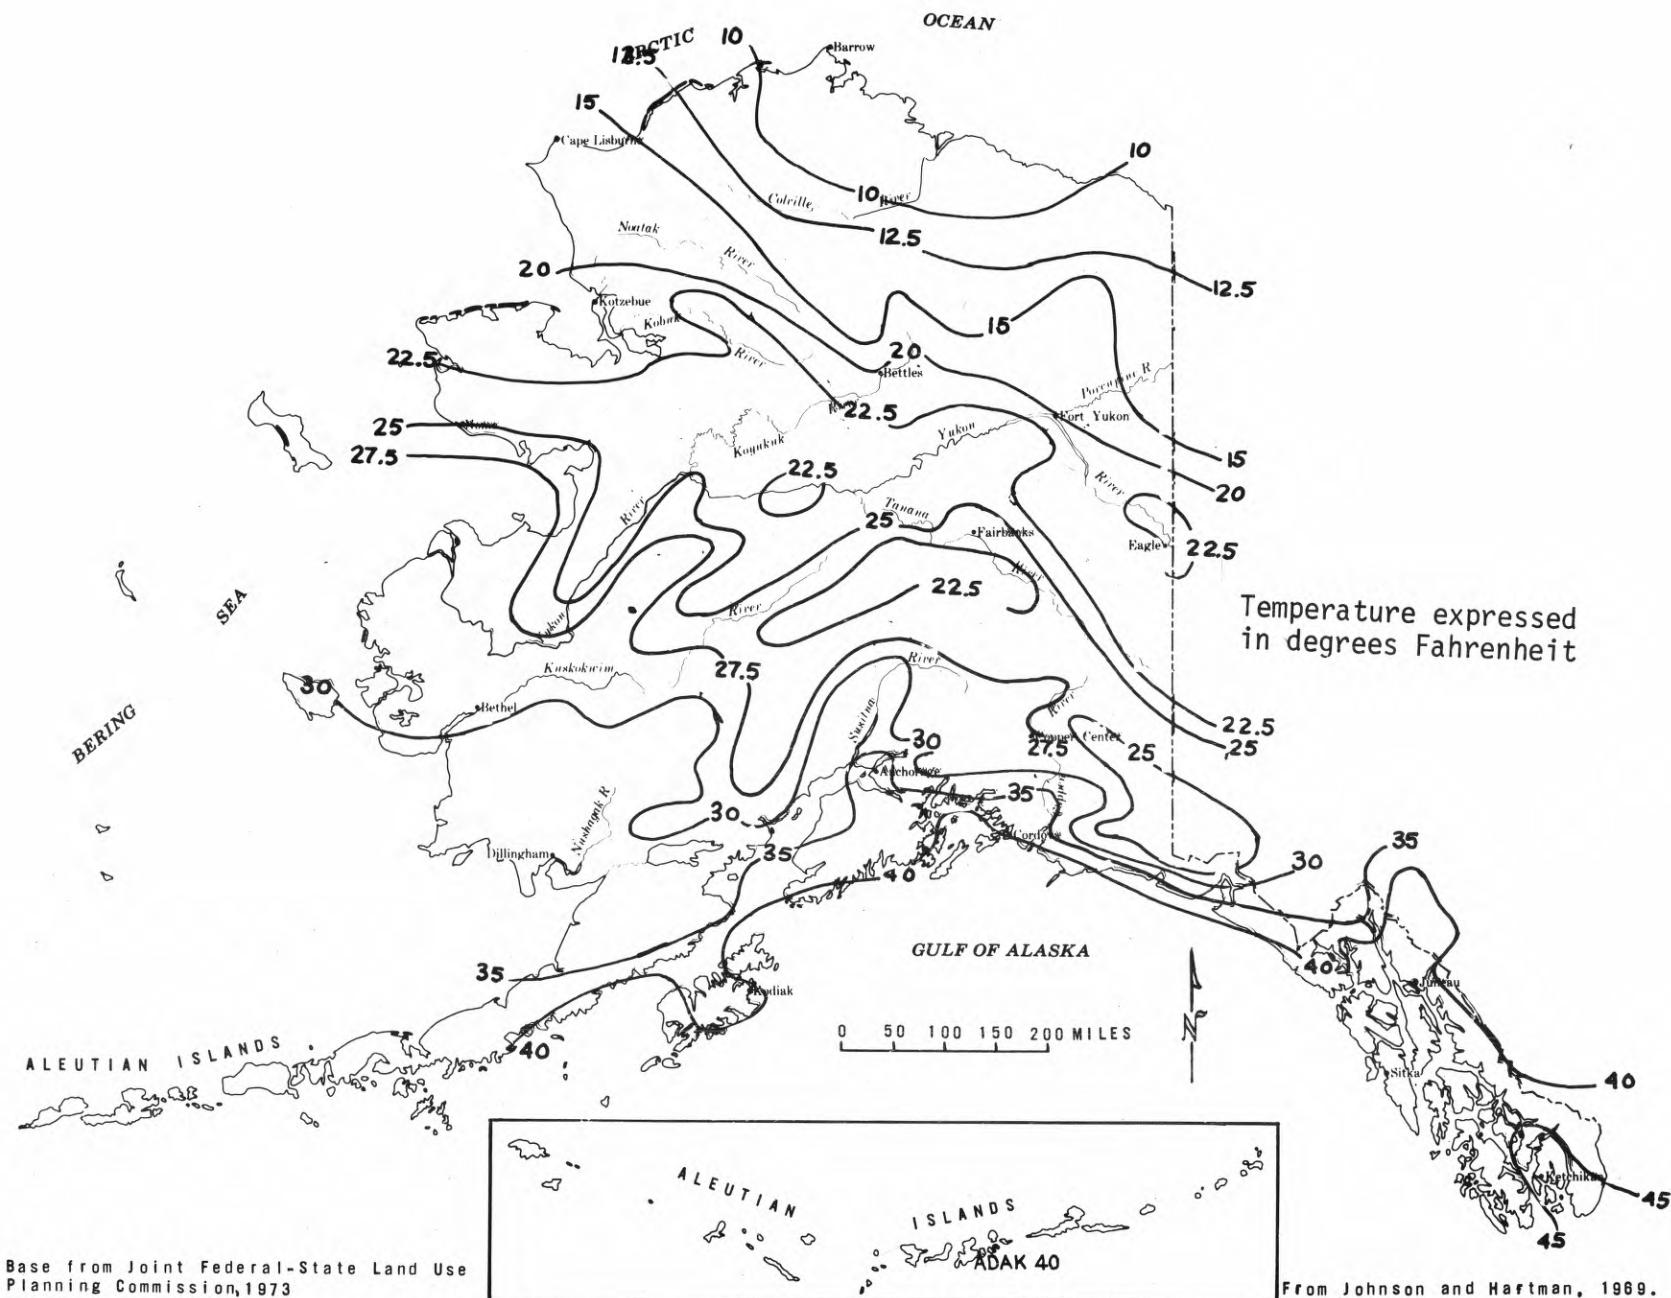 OCEAN
ARCTIC
10
Barrow
12.5
15
Cape Lisburne
10
10
River
Colville
12.5
Noatak
River
20
12.5
Kotzebue
15
Kobuk
River
20
22.5
Bettles
Porcupine R
River
22.5
Fort Yukon
25
Nome
Yukon
Koyukuk
27.5
15
22.5
River
20
River
Tanana
25
Fairbanks
Eagle
22.5
River
22.5
SEA
River
Temperature expressed
in degrees Fahrenheit
Yukon
Kuskokwim
27.5
River
30
Bethel
BERING
Susitna
River
22.5
25
30
Copper Center
27.5
25
Anchorage
35
Nushagak R
30
Cordova
35
Dillingham
35
30
40
GULF OF ALASKA
40
35
Juneau
Kodiak
0 50 100 150 200 MILES
N
ALEUTIAN ISLANDS
40
Sitka
40
Ketchikan
45
45
ALEUTIAN
ISLANDS
ADAK 40
Base from Joint Federal-State Land Use
Planning Commission,1973
From Johnson and Hartman, 1969.